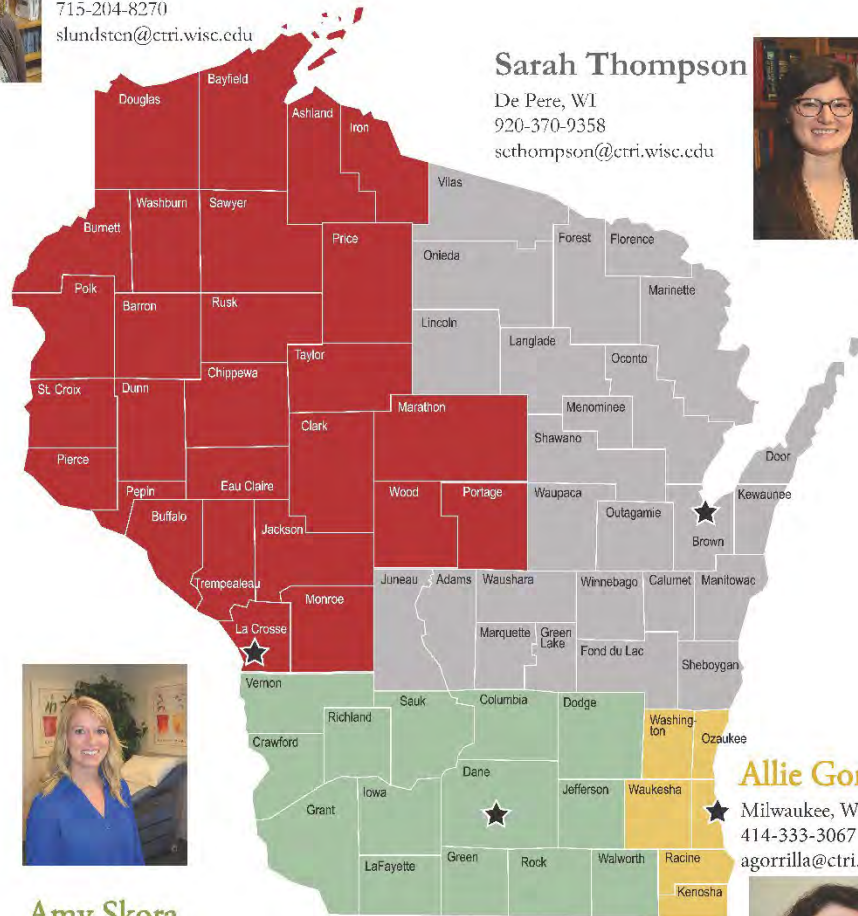 715-204-8270
slundsten@ctri.wisc.edu
Sarah Thompson
De Pere, WI
920-370-9358
scthompson@ctri.wisc.edu
Douglas
Bayfield
Ashland
Iron
Vilas
Burnett
Washburn
Sawyer
Price
Onieda
Forest
Florence
Marinette
Polk
Barron
Rusk
Lincoln
Langlade
Taylor
Oconto
St. Croix
Dunn
Chippewa
Marathon
Menominee
Clark
Shawano
Pierce
Door
Pepin
Eau Claire
Wood
Portage
Waupaca
Kewaunee
Buffalo
Outagamie
Jackson
Brown
Trempealeau
Juneau
Adams
Waushara
Winnebago
Calumet
Manitowac
Monroe
La Crosse
Marquette
Green
Lake
Fond du Lac
Sheboygan
Vernon
Sauk
Columbia
Dodge
Richland
Washing-
ton
Ozaukee
Crawford
Dane
Iowa
Jefferson
Waukesha
Grant
Allie
Milwaukee,
414-333-3067
agorrilla@ctri.
LaFayette
Green
Rock
Walworth
Racine
Kenosha
Amy Skora